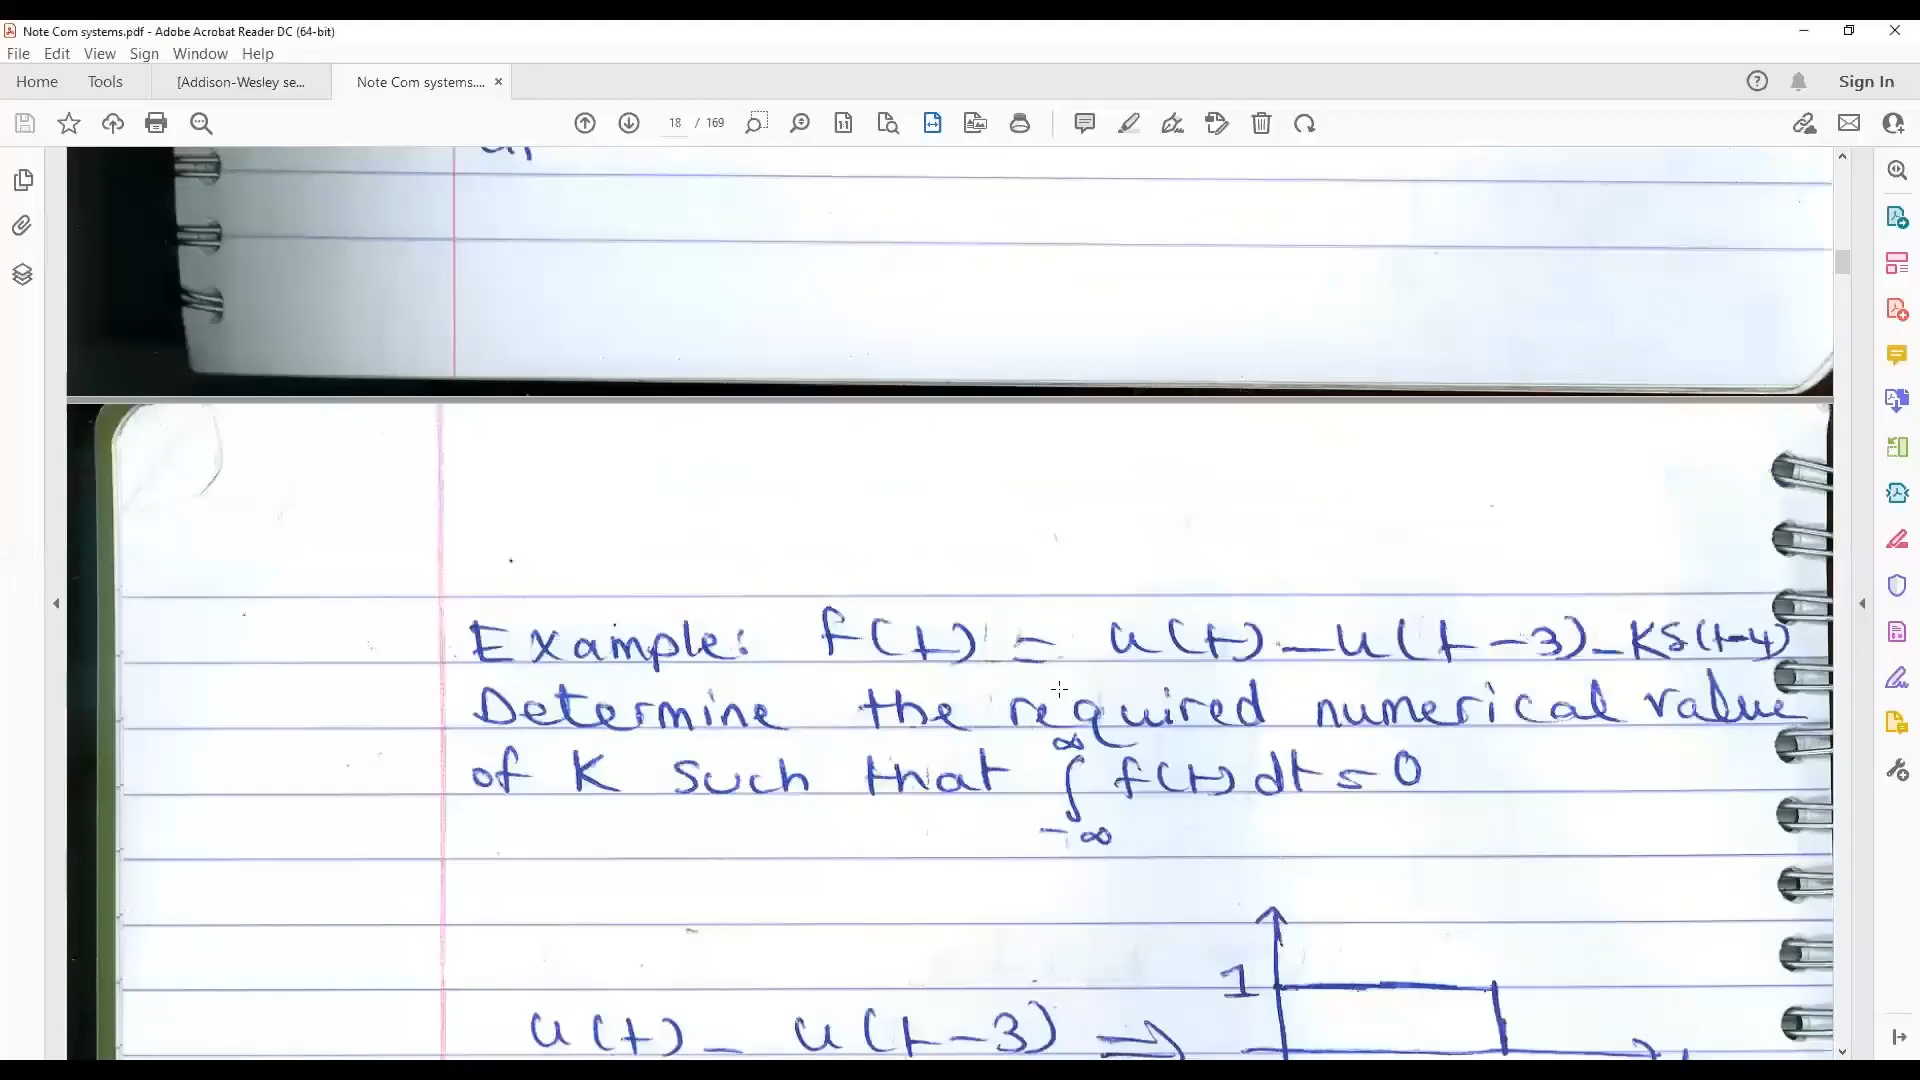 Note Com systems.pdf - Adobe Acrobat Reader DC (64-bit)
File Edit View Sign Window Help
Home Tools [Addison-Wesley se... Note Com systems.... × Sign In
18 / 169
Example: f(t) = u(t) - u(t-3) - Kδ(t-4)
Determine the required numerical value
of K such that ∫ f(t) dt = 0
∞
-∞
1
u(t) - u(t-3) ⇒